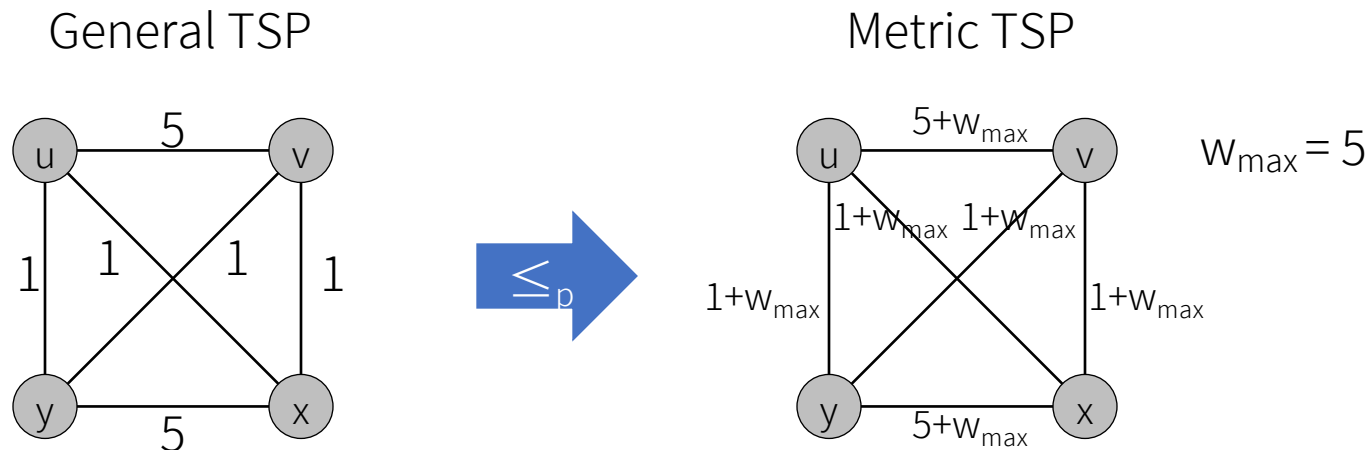 General TSP
Metric TSP
u
5
v
1
1
1
1
y
5
x
≤p
u
5+wmax
v
1+wmax
1+wmax
1+wmax
1+wmax
y
5+wmax
x
wmax = 5